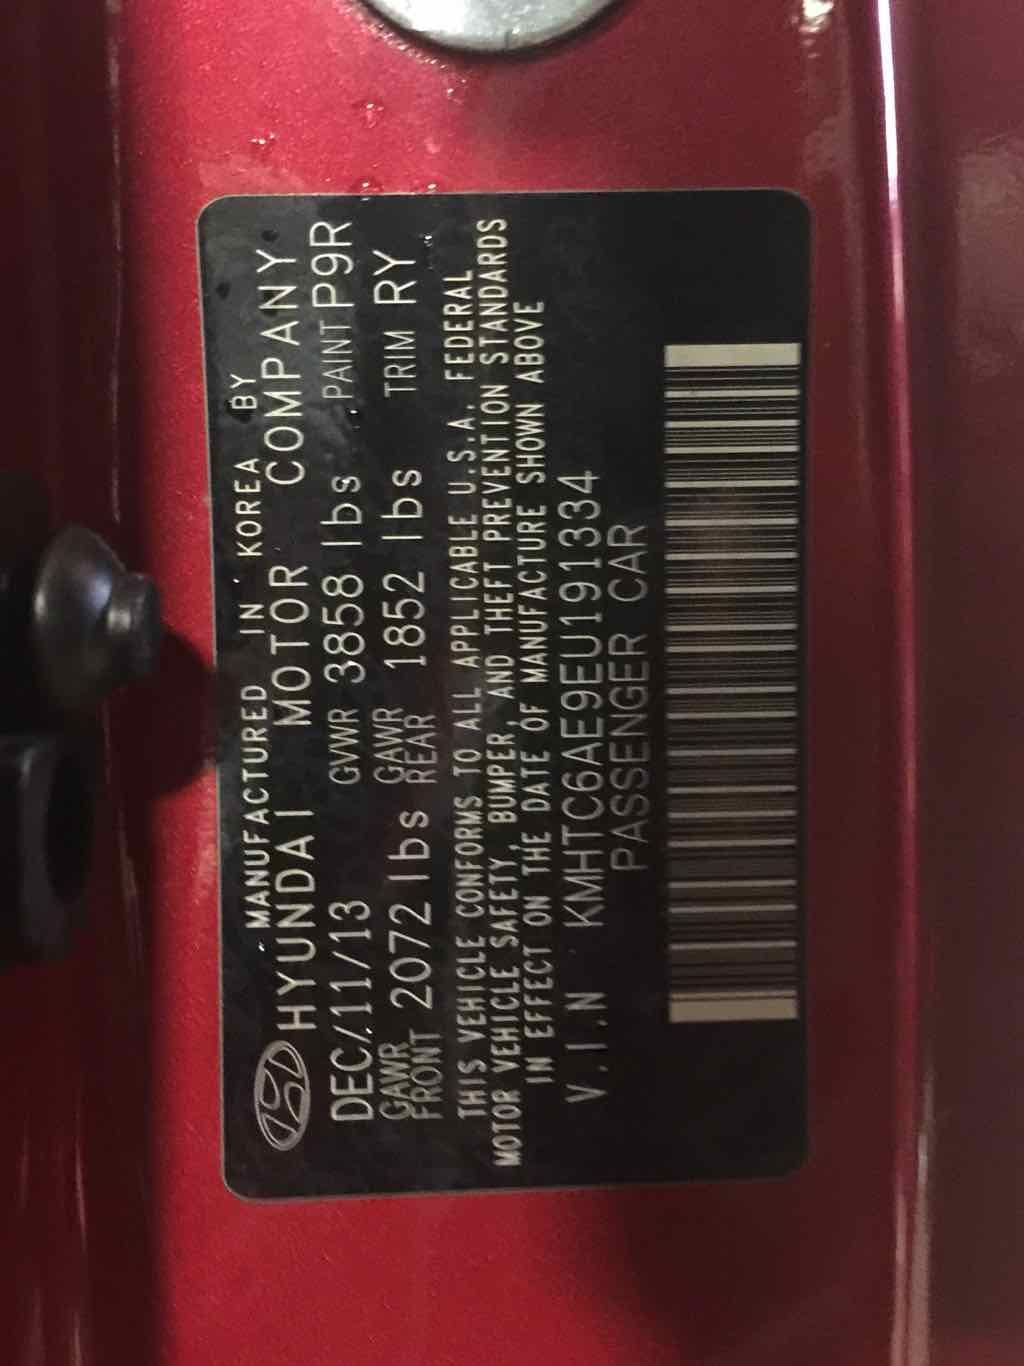 MANUFACTURED IN KOREA BY
HYUNDAI MOTOR COMPANY
DEC/11/13 GVWR 3858 lbs PAINT P9R
GAWR FRONT 2072 lbs GAWR REAR 1852 lbs TRIM RY
THIS VEHICLE CONFORMS TO ALL APPLICABLE U.S.A. FEDERAL
MOTOR VEHICLE SAFETY, BUMPER, AND THEFT PREVENTION STANDARDS
IN EFFECT ON THE DATE OF MANUFACTURE SHOWN ABOVE
V.I.N KMHTC6AE9EU191334
PASSENGER CAR